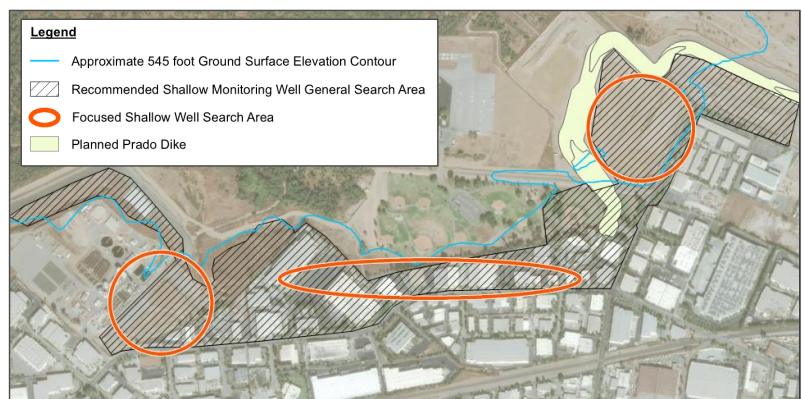 Legend
Approximate 545 foot Ground Surface Elevation Contour
Recommended Shallow Monitoring Well General Search Area
Focused Shallow Well Search Area
Planned Prado Dike